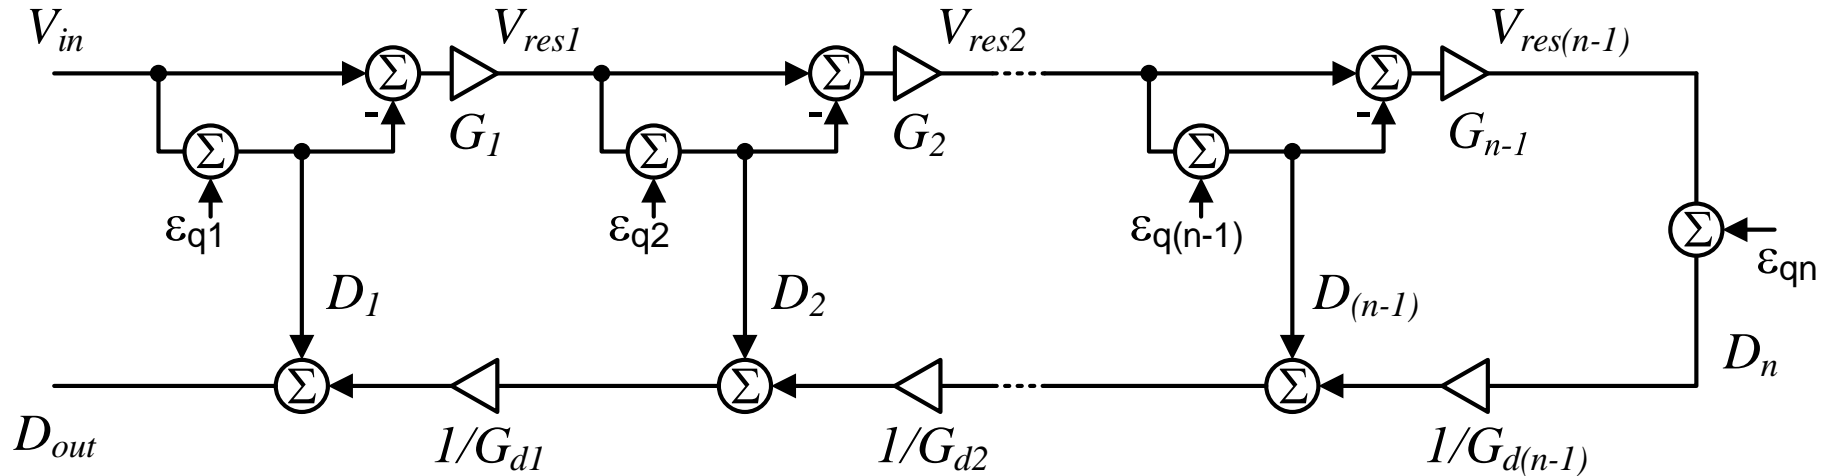 V_in
V_res1
V_res2
V_res(n-1)
Σ
Σ
Σ
-
-
-
G_1
G_2
G_n-1
Σ
Σ
Σ
ε_q1
ε_q2
ε_q(n-1)
Σ
ε_qn
D_1
D_2
D_(n-1)
D_n
Σ
Σ
Σ
D_out
1/G_d1
1/G_d2
1/G_d(n-1)